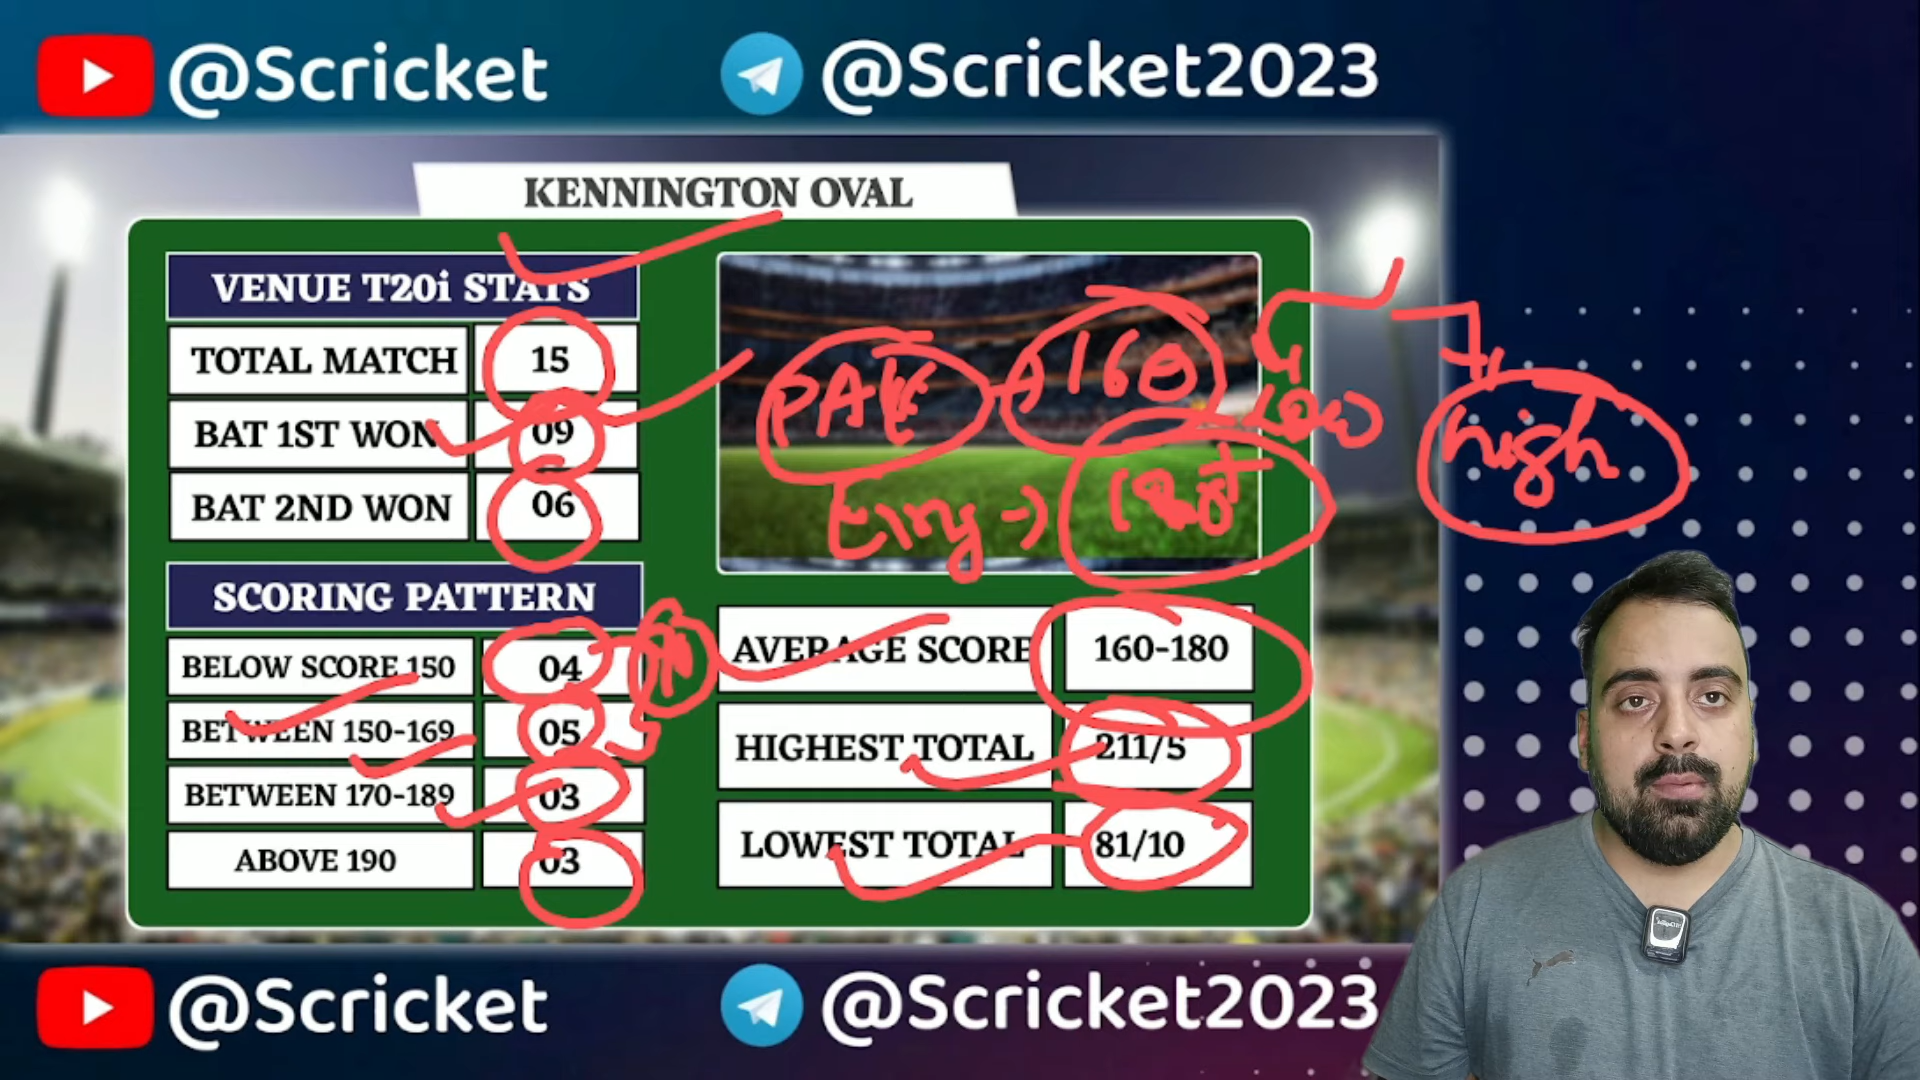 @Scricket
@Scricket2023
KENNINGTON OVAL
VENUE T20i STATS
TOTAL MATCH 15
BAT 1ST WON 09
BAT 2ND WON 06
SCORING PATTERN
BELOW SCORE 150 04
BETWEEN 150-169 05
BETWEEN 170-189 03
ABOVE 190 03
PAK 160
low
high
180+
AVERAGE SCORE 160-180
HIGHEST TOTAL 211/5
LOWEST TOTAL 81/10
@Scricket
@Scricket2023